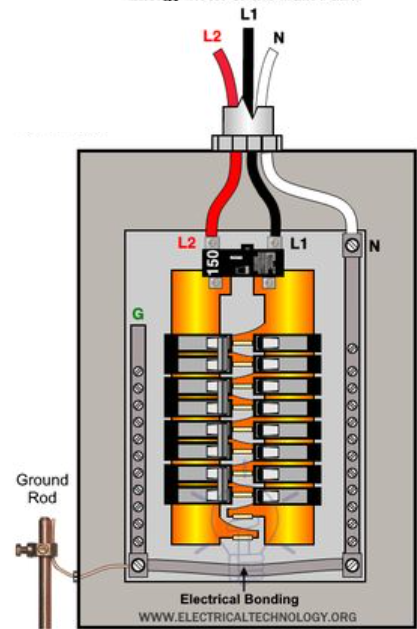 L1
L2
N
L2
L1
N
150
G
Ground
Rod
Electrical Bonding
WWW.ELECTRICALTECHNOLOGY.ORG